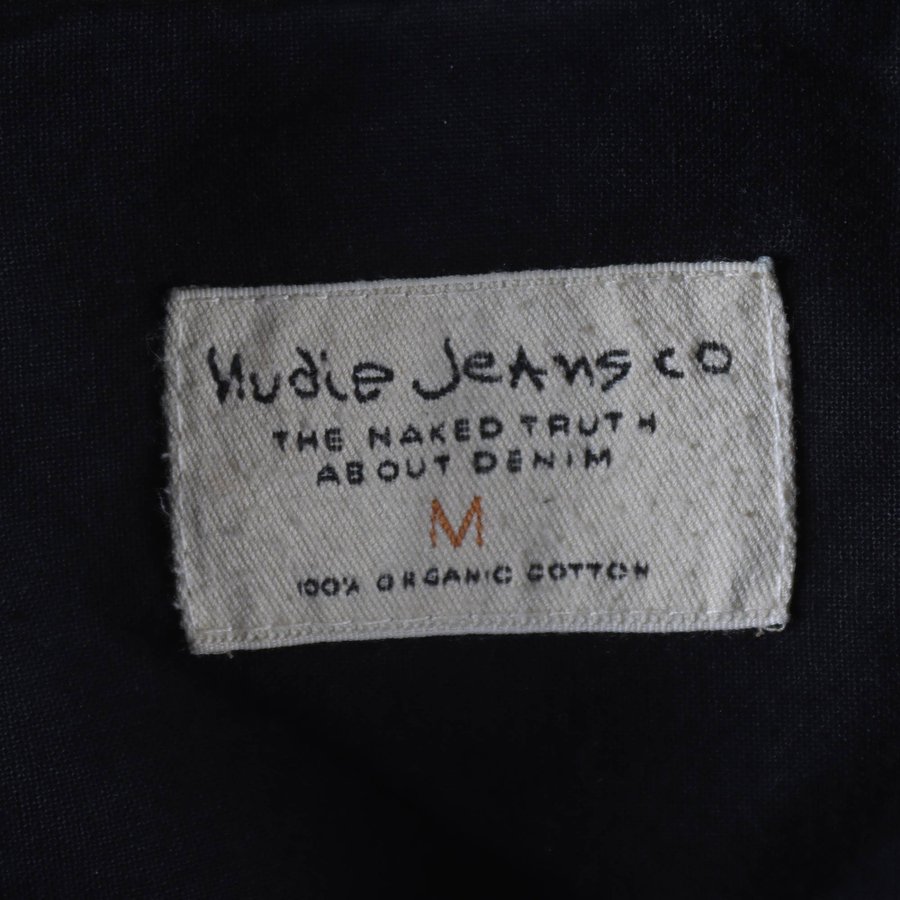 Nudie Jeans co
THE NAKED TRUTH
ABOUT DENIM
M
100% ORGANIC COTTON